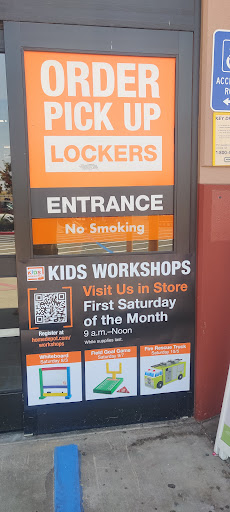 ORDER
PICK UP
LOCKERS
ENTRANCE
No Smoking
KIDS
KIDS WORKSHOPS
Visit Us in Store
First Saturday
of the Month
9 a.m.–Noon
While supplies last.
Register at
homedepot.com/
workshops
Whiteboard
Field Goal Game
Fire Rescue Truck